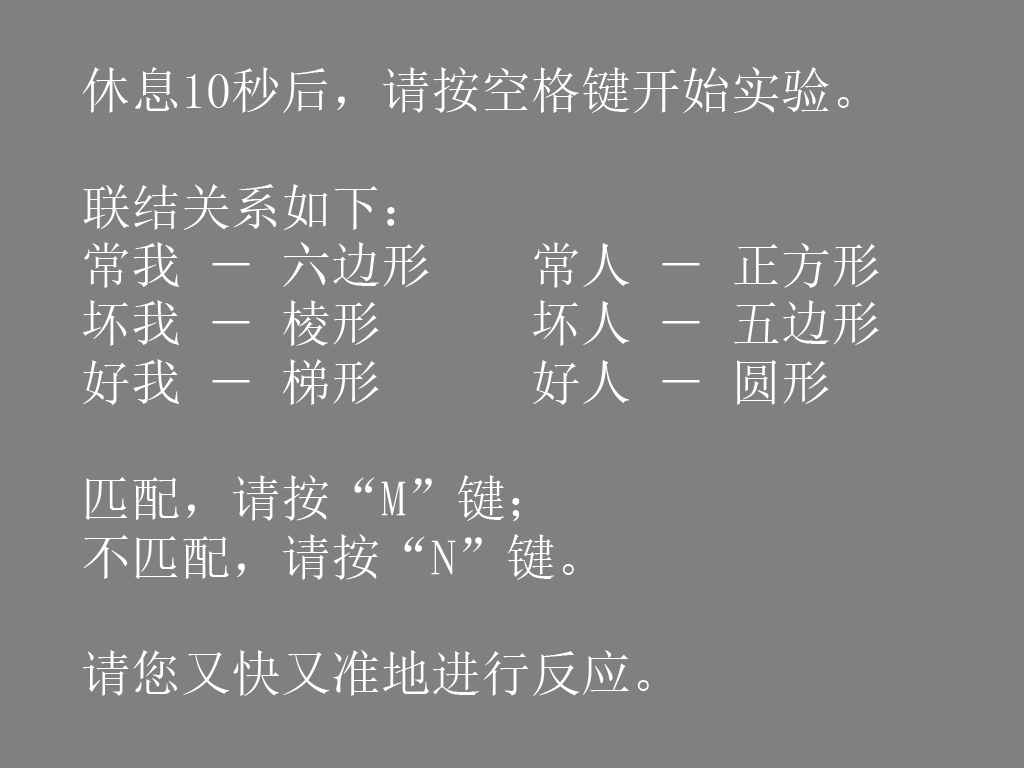 休息10秒后，请按空格键开始实验。
联结关系如下：
常我 — 六边形 常人 — 正方形
坏我 — 棱形 坏人 — 五边形
好我 — 梯形 好人 — 圆形
匹配，请按“M”键；
不匹配，请按“N”键。
请您又快又准地进行反应。